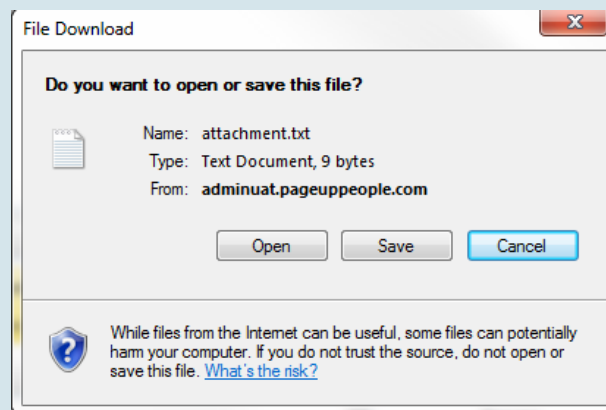 File Download
Do you want to open or save this file?
Name: attachment.txt
Type: Text Document, 9 bytes
From: adminuat.pageuppeople.com
Open Save Cancel
While files from the Internet can be useful, some files can potentially
harm your computer. If you do not trust the source, do not open or
save this file. What's the risk?